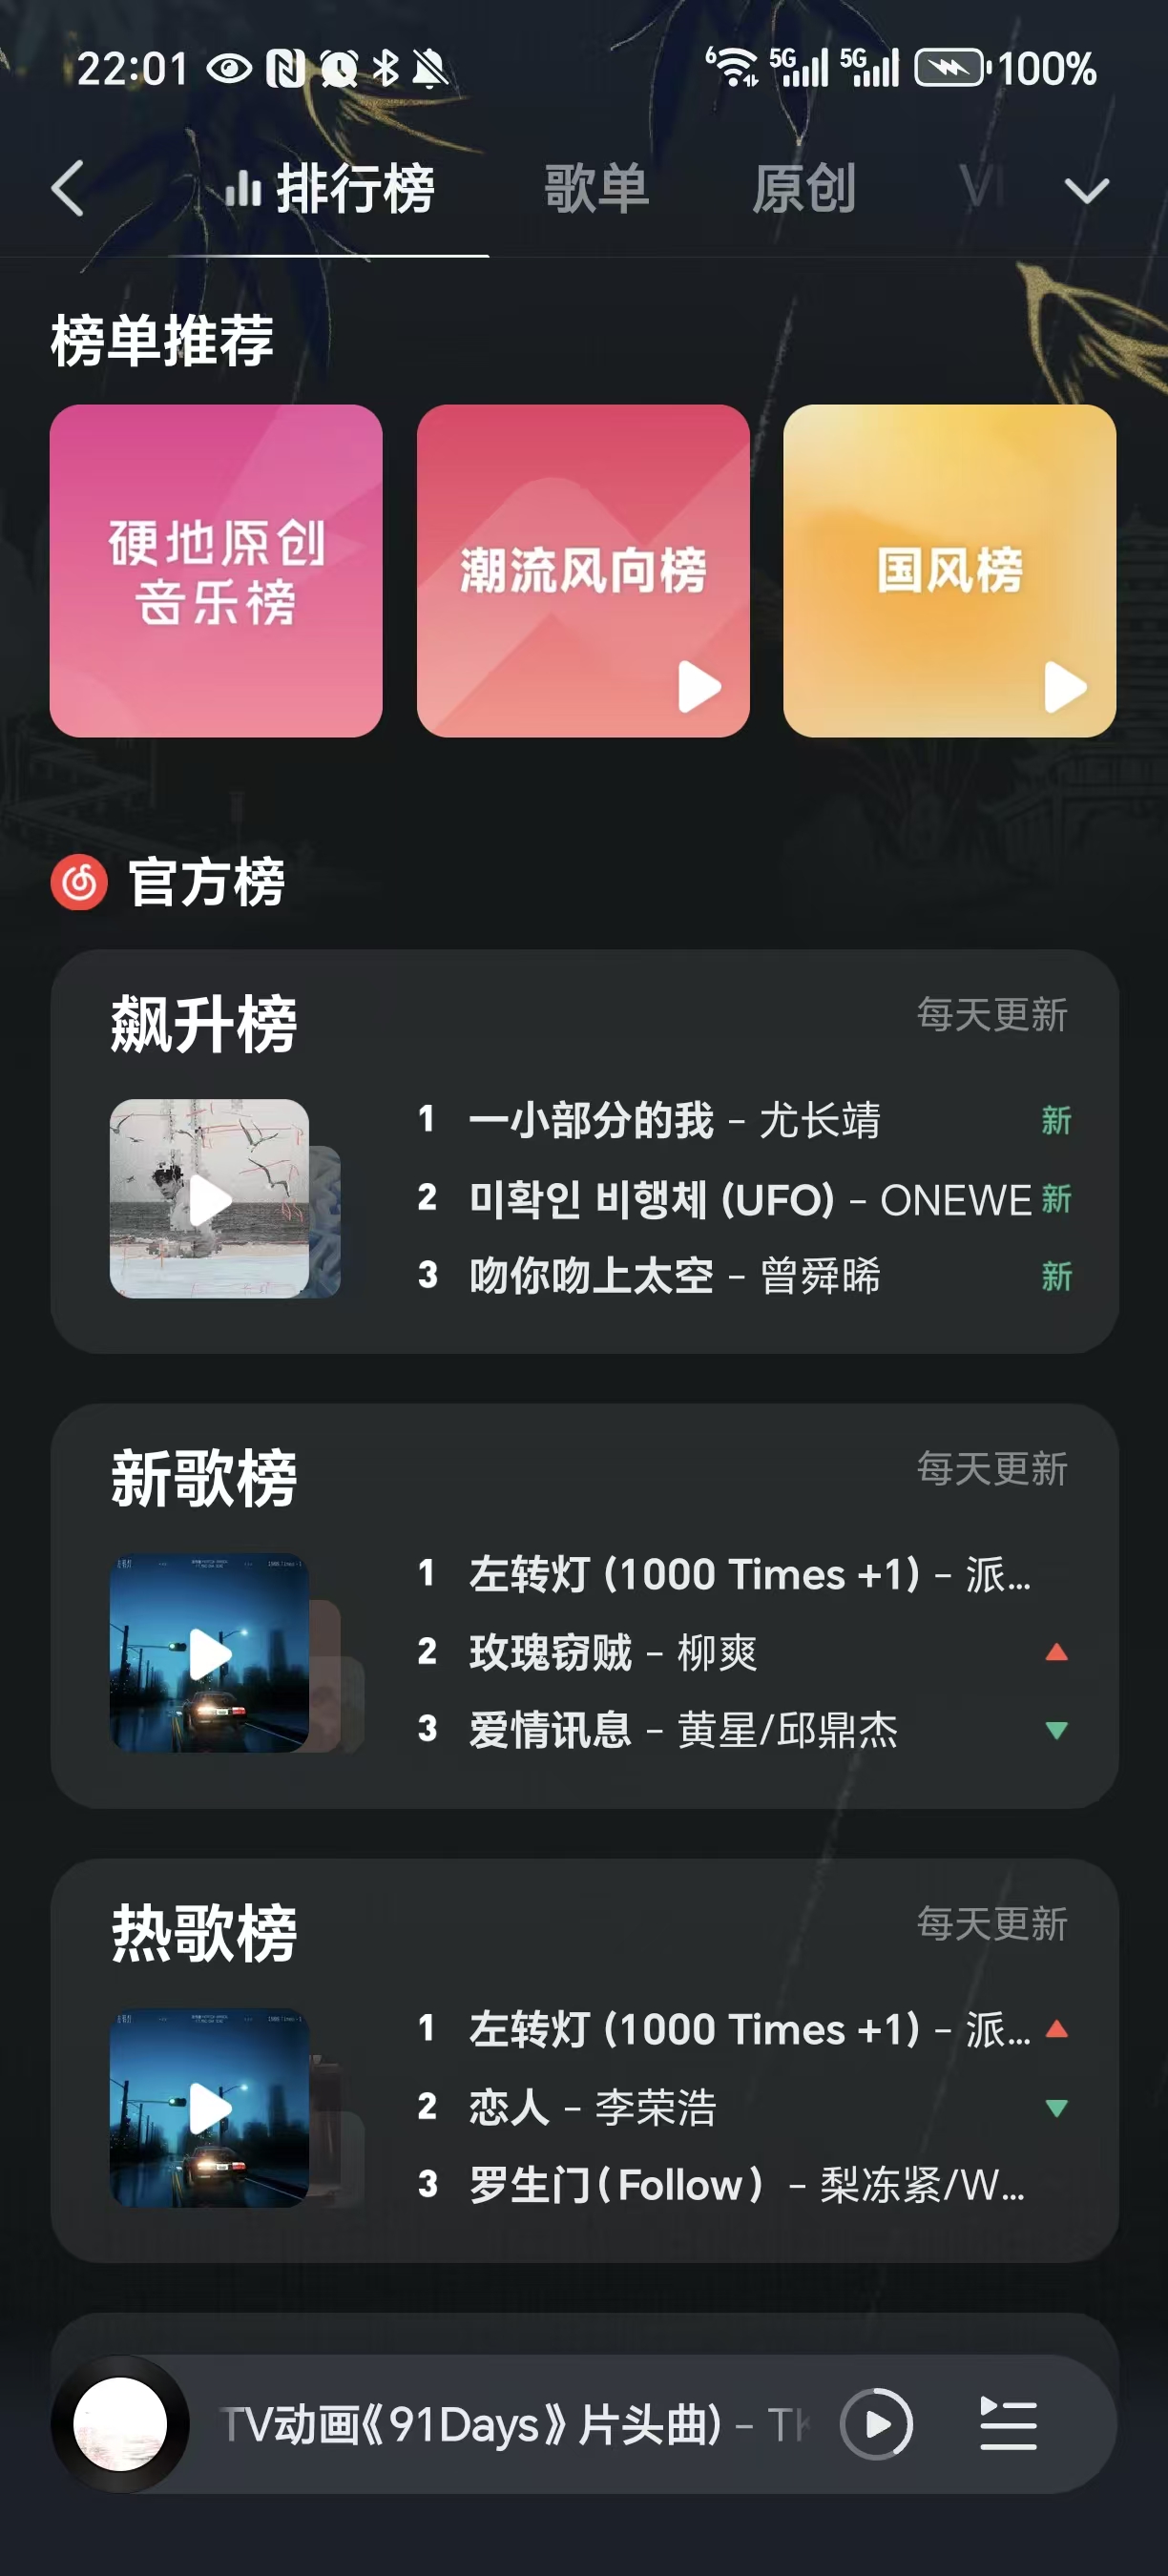 22:01
6 5G 5G 100%
排行榜 歌单 原创
榜单推荐
硬地原创
音乐榜
潮流风向榜
国风榜
官方榜
飙升榜
每天更新
1 一小部分的我 - 尤长靖 新
2 미확인 비행체 (UFO) - ONEWE 新
3 吻你吻上太空 - 曾舜晞 新
新歌榜
每天更新
1 左转灯 (1000 Times +1) - 派...
2 玫瑰窃贼 - 柳爽
3 爱情讯息 - 黄星/邱鼎杰
热歌榜
每天更新
1 左转灯 (1000 Times +1) - 派...
2 恋人 - 李荣浩
3 罗生门（Follow） - 梨冻紧/W...
TV动画《91Days》片头曲) - TK